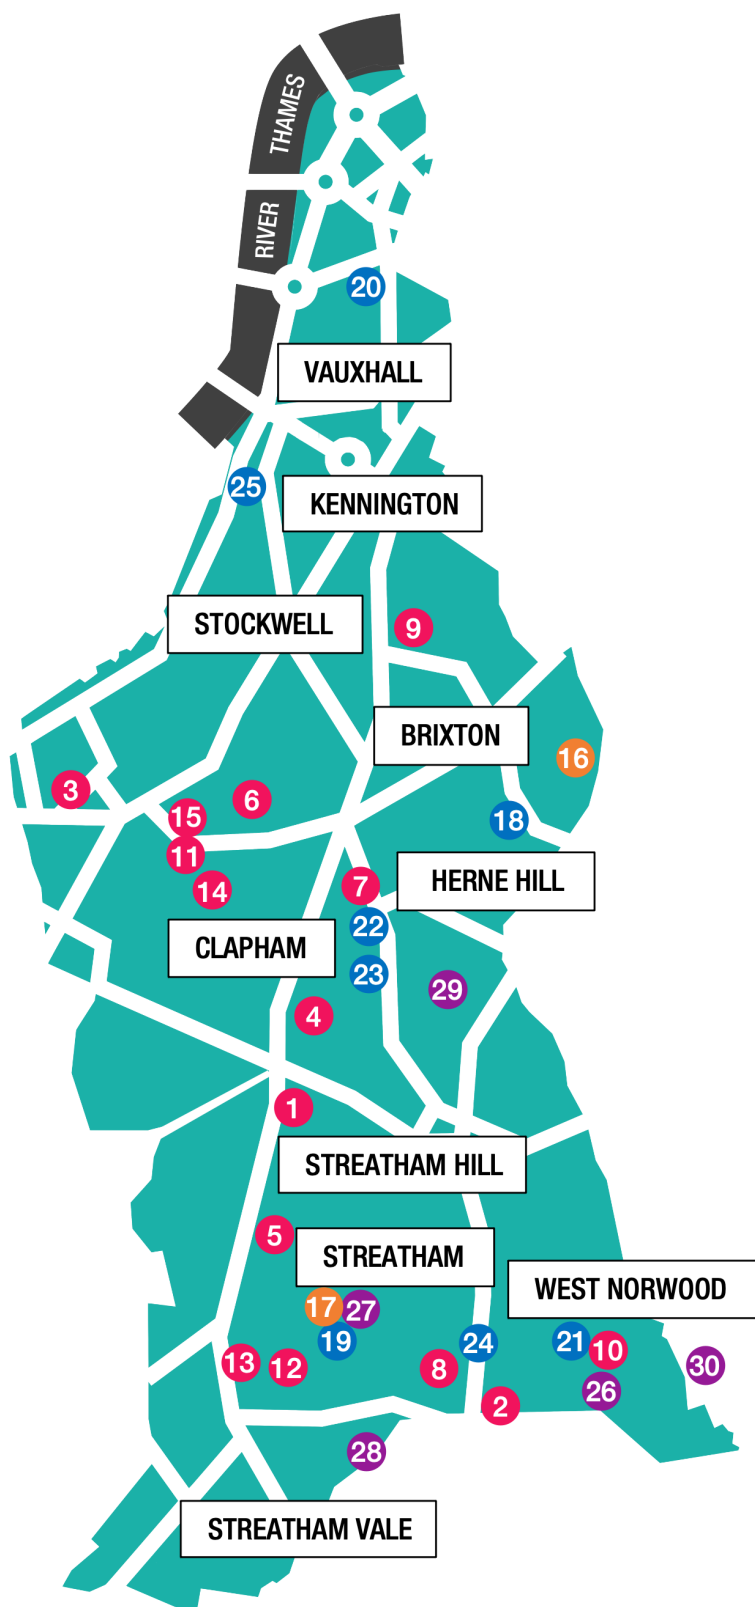 THAMES
RIVER
20
VAUXHALL
25
KENNINGTON
STOCKWELL
9
BRIXTON
16
3
6
15
18
11
7
14
HERNE HILL
22
CLAPHAM
23
29
4
1
STREATHAM HILL
5
STREATHAM
WEST NORWOOD
17
27
19
24
21
10
13
12
8
30
26
2
28
STREATHAM VALE